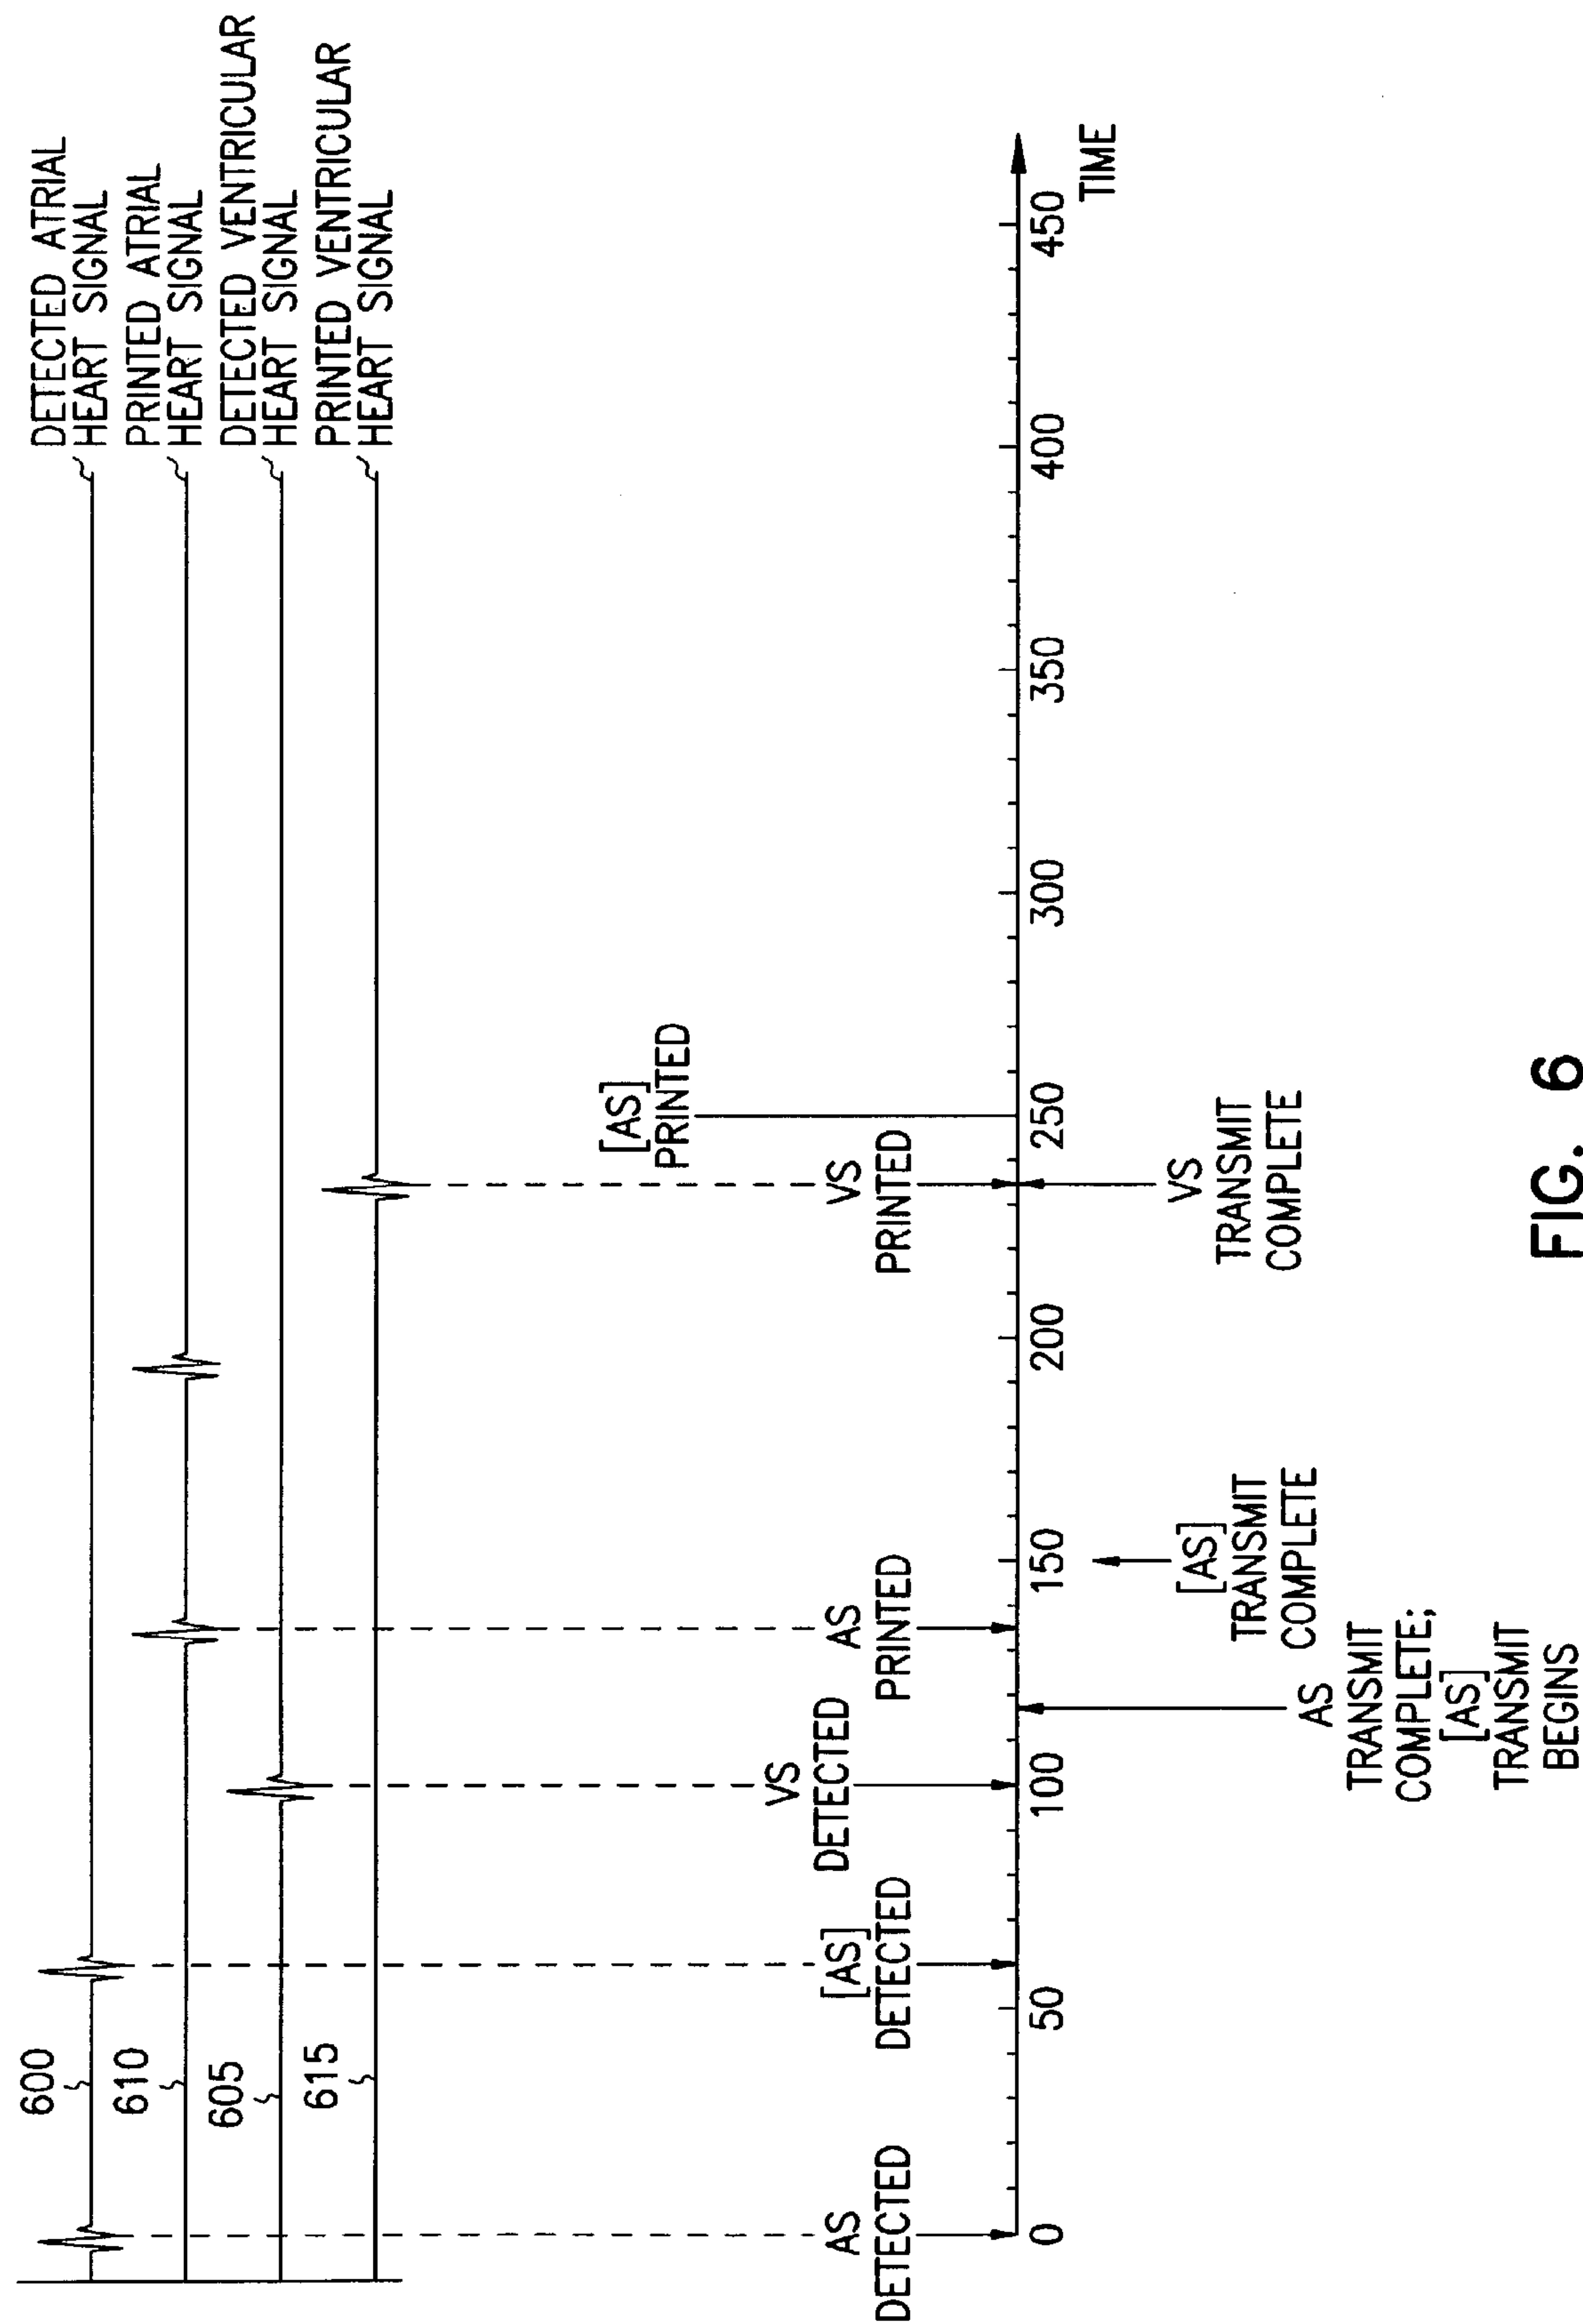 DETECTED ATRIAL
HEART SIGNAL
PRINTED ATRIAL
HEART SIGNAL
DETECTED VENTRICULAR
HEART SIGNAL
PRINTED VENTRICULAR
HEART SIGNAL
600
610
605
615
[AS]
PRINTED
AS
DETECTED
[AS]
DETECTED
VS
DETECTED
AS
PRINTED
VS
PRINTED
0
50
100
150
200
250
300
350
400
450
TIME
AS
TRANSMIT
COMPLETE;
[AS]
TRANSMIT
BEGINS
[AS]
TRANSMIT
COMPLETE
VS
TRANSMIT
COMPLETE
FIG. 6